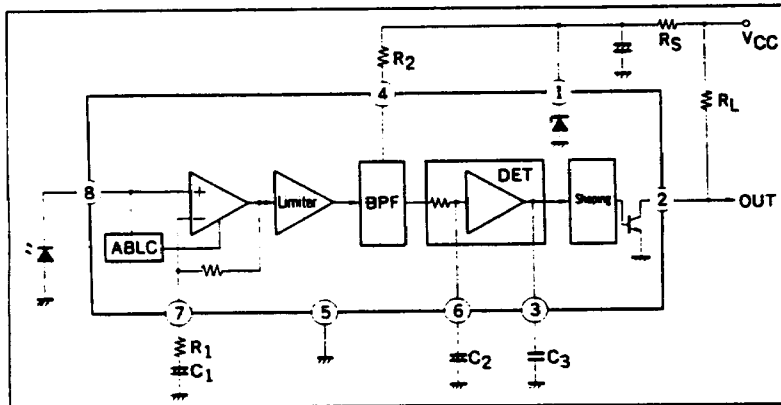 VCC
RS
R2
RL
4
1
8
+
−
Limiter
BPF
DET
Shaping
2
OUT
ABLC
7
5
6
3
R1
C1
C2
C3